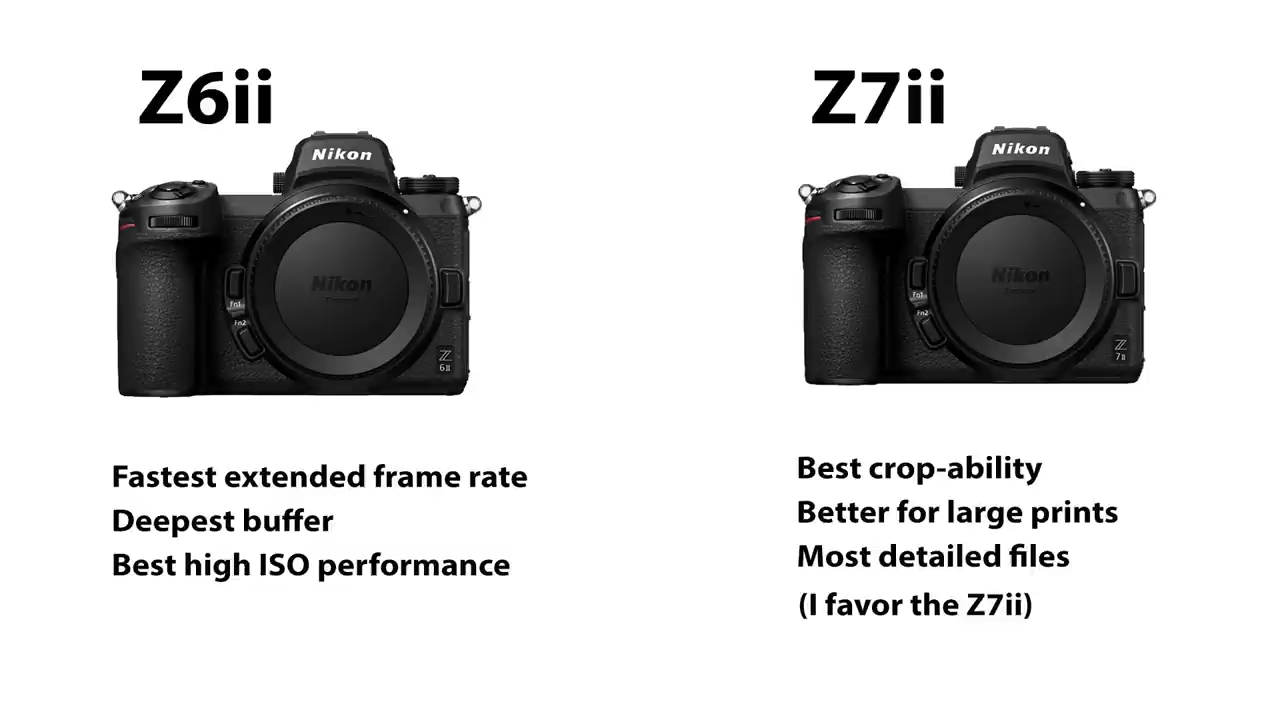 Z6ii
Nikon
Nikon
Fn1
Fn2
Z
6II
Fastest extended frame rate
Deepest buffer
Best high ISO performance
Z7ii
Nikon
Nikon
Fn1
Fn2
Z
7II
Best crop-ability
Better for large prints
Most detailed files
(I favor the Z7ii)